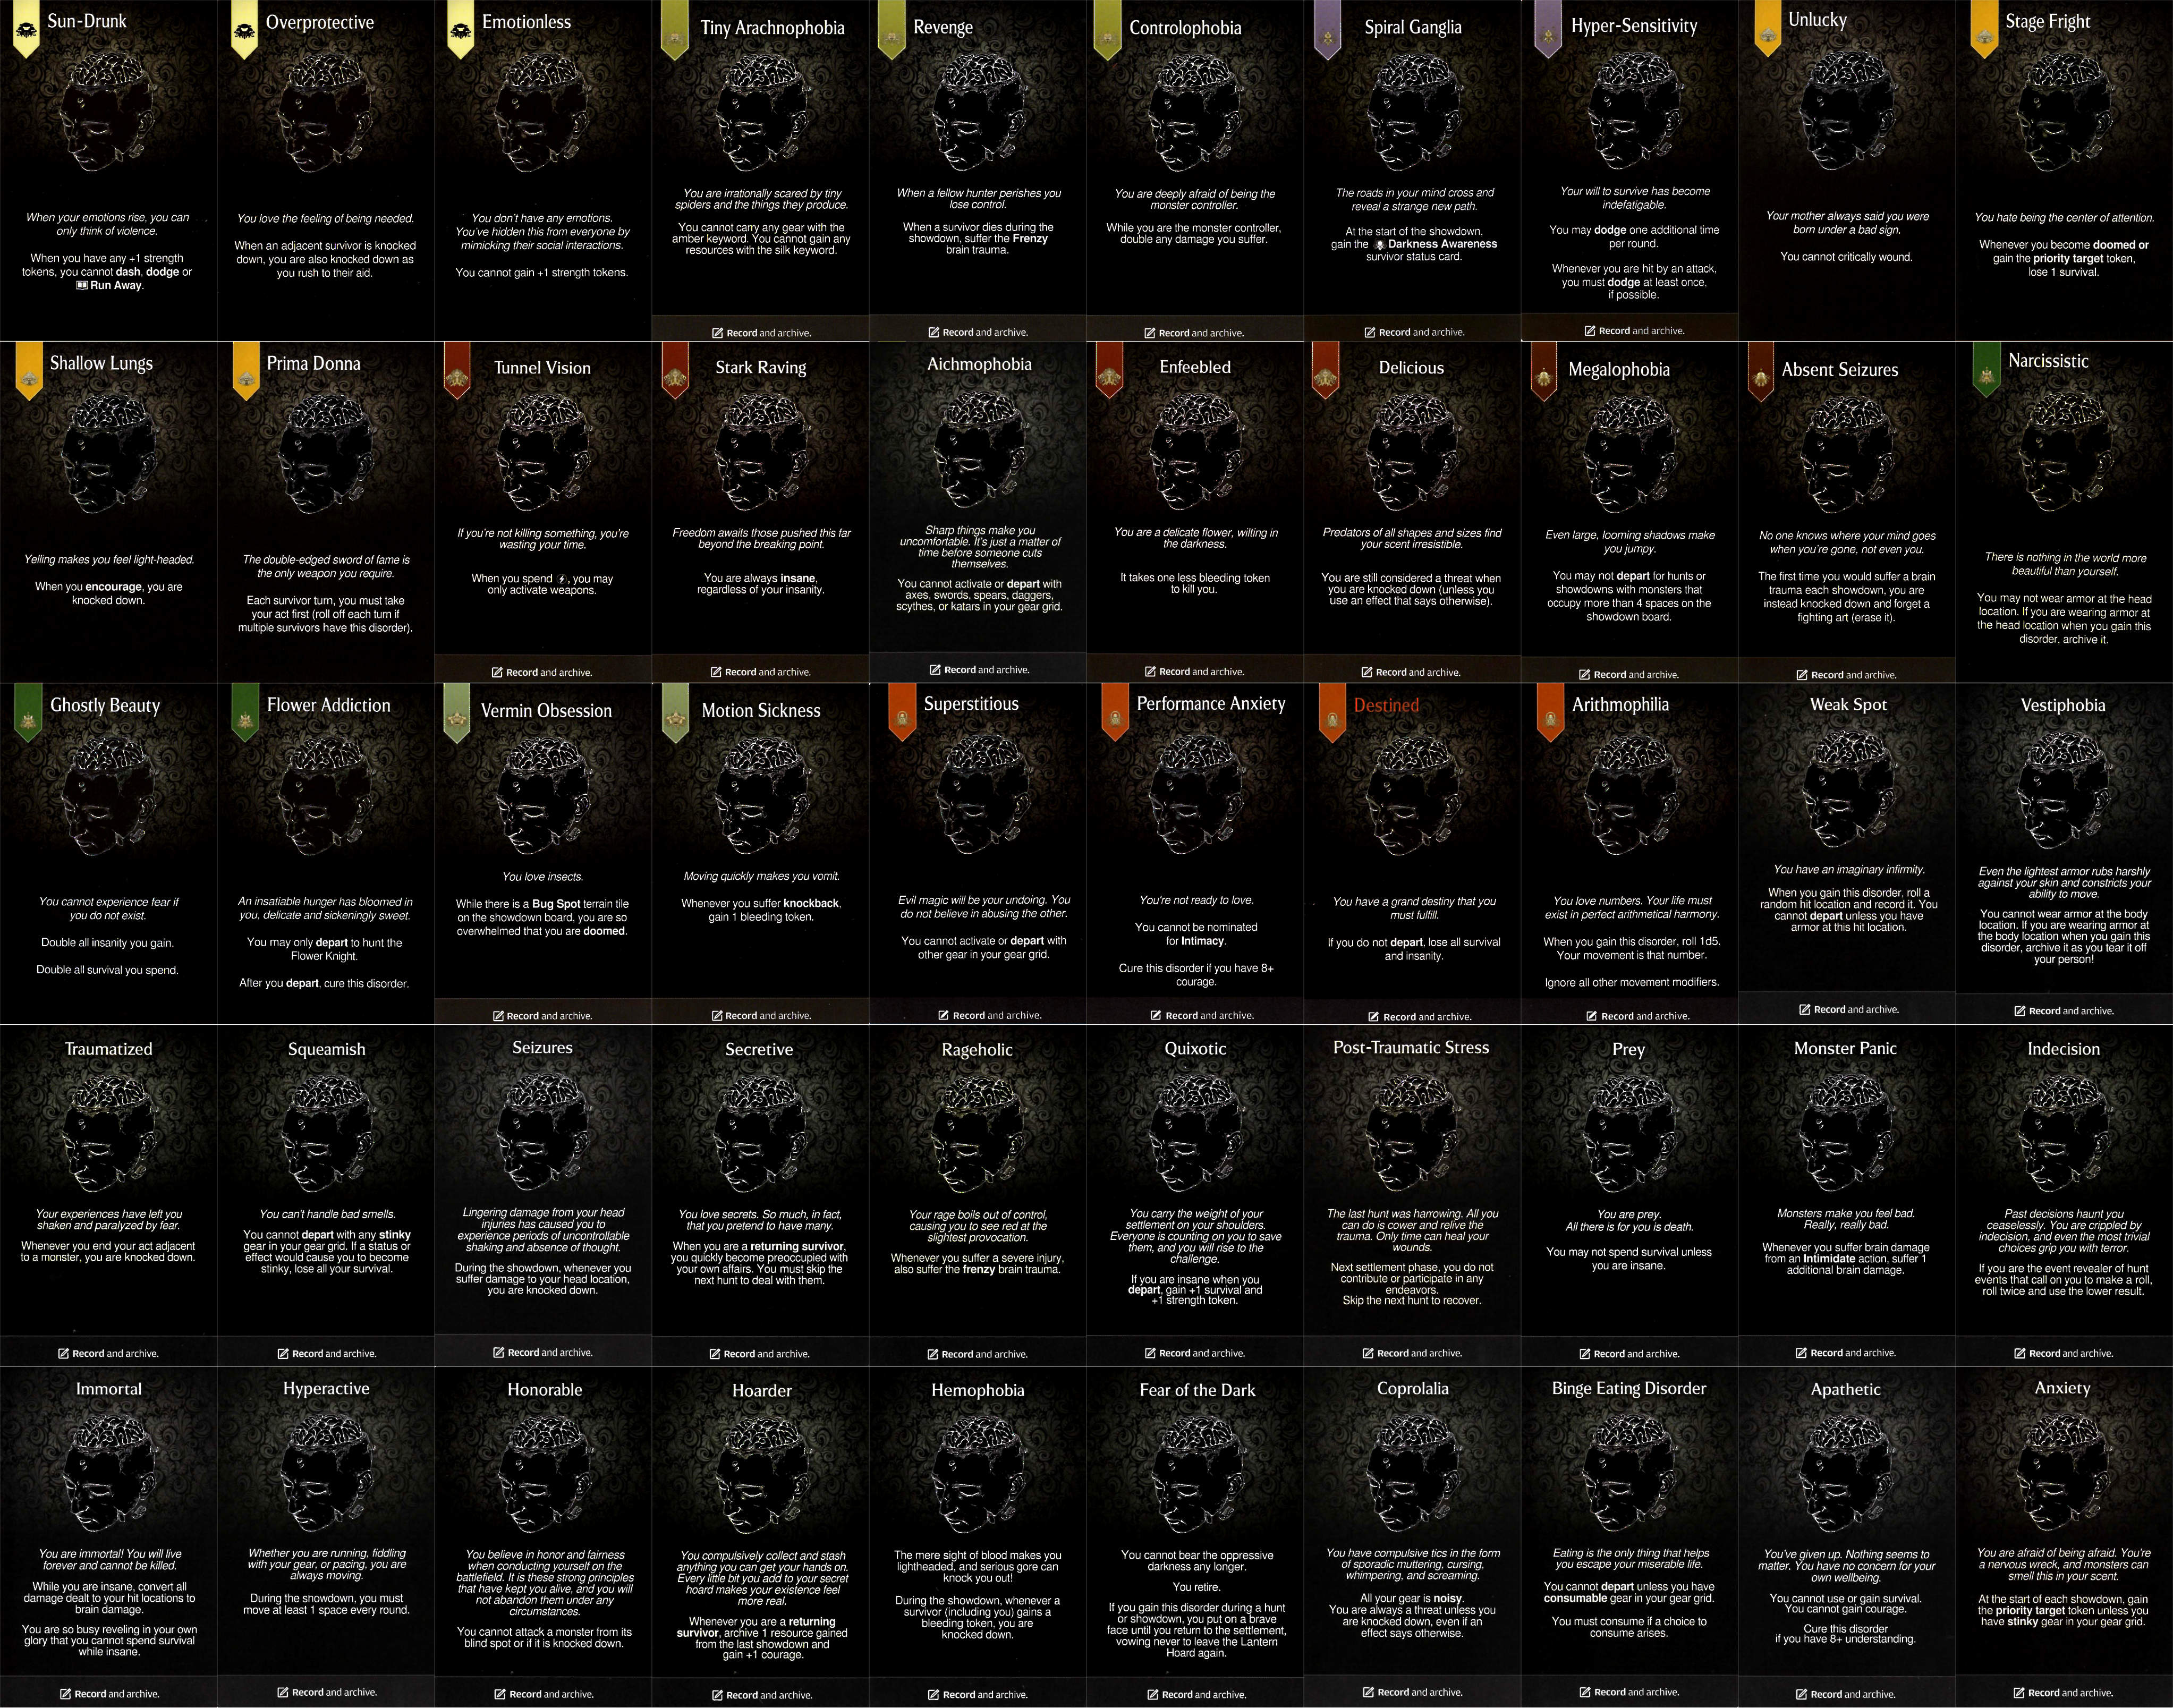 Sun-Drunk
When your emotions rise, you can
only think of violence.
When you have any +1 strength
tokens, you cannot dash, dodge or
Run Away.
Overprotective
You love the feeling of being needed.
When an adjacent survivor is knocked
down, you are also knocked down as
you rush to their aid.
Emotionless
You don't have any emotions.
You've hidden this from everyone by
mimicking their social interactions.
You cannot gain +1 strength tokens.
Tiny Arachnophobia
You are irrationally scared by tiny
spiders and the things they produce.
You cannot carry any gear with the
amber keyword. You cannot gain any
resources with the silk keyword.
Record and archive.
Revenge
When a fellow hunter perishes you
lose control.
When a survivor dies during the
showdown, suffer the Frenzy
brain trauma.
Record and archive.
Controlophobia
You are deeply afraid of being the
monster controller.
While you are the monster controller,
double any damage you suffer.
Record and archive.
Spiral Ganglia
The roads in your mind cross and
reveal a strange new path.
At the start of the showdown,
gain the Darkness Awareness
survivor status card.
Record and archive.
Hyper-Sensitivity
Your will to survive has become
indefatigable.
You may dodge one additional time
per round.
Whenever you are hit by an attack,
you must dodge at least once,
if possible.
Record and archive.
Unlucky
Your mother always said you were
born under a bad sign.
You cannot critically wound.
Stage Fright
You hate being the center of attention.
Whenever you become doomed or
gain the priority target token,
lose 1 survival.
Shallow Lungs
Yelling makes you feel light-headed.
When you encourage, you are
knocked down.
Prima Donna
The double-edged sword of fame is
the only weapon you require.
Each survivor turn, you must take
your act first (roll off each turn if
multiple survivors have this disorder).
Tunnel Vision
If you're not killing something, you're
wasting your time.
When you spend , you may
only activate weapons.
Record and archive.
Stark Raving
Freedom awaits those pushed this far
beyond the breaking point.
You are always insane,
regardless of your insanity.
Record and archive.
Aichmophobia
Sharp things make you
uncomfortable. It's just a matter of
time before someone cuts
themselves.
You cannot activate or depart with
axes, swords, spears, daggers,
scythes, or katars in your gear grid.
Record and archive.
Enfeebled
You are a delicate flower, wilting in
the darkness.
It takes one less bleeding token
to kill you.
Record and archive.
Delicious
Predators of all shapes and sizes find
your scent irresistible.
You are still considered a threat when
you are knocked down (unless you
use an effect that says otherwise).
Record and archive.
Megalophobia
Even large, looming shadows make
you jumpy.
You may not depart for hunts or
showdowns with monsters that
occupy more than 4 spaces on the
showdown board.
Record and archive.
Absent Seizures
No one knows where your mind goes
when you're gone, not even you.
The first time you would suffer a brain
trauma each showdown, you are
instead knocked down and forget a
fighting art (erase it).
Record and archive.
Narcissistic
There is nothing in the world more
beautiful than yourself.
You may not wear armor at the head
location. If you are wearing armor at
the head location when you gain this
disorder, archive it.
Ghostly Beauty
You cannot experience fear if
you do not exist.
Double all insanity you gain.
Double all survival you spend.
Flower Addiction
An insatiable hunger has bloomed in
you, delicate and sickeningly sweet.
You may only depart to hunt the
Flower Knight.
After you depart, cure this disorder.
Vermin Obsession
You love insects.
While there is a Bug Spot terrain tile
on the showdown board, you are so
overwhelmed that you are doomed.
Record and archive.
Motion Sickness
Moving quickly makes you vomit.
Whenever you suffer knockback,
gain 1 bleeding token.
Record and archive.
Superstitious
Evil magic will be your undoing. You
do not believe in abusing the other.
You cannot activate or depart with
other gear in your gear grid.
Record and archive.
Performance Anxiety
You're not ready to love.
You cannot be nominated
for Intimacy.
Cure this disorder if you have 8+
courage.
Record and archive.
Destined
You have a grand destiny that you
must fulfill.
If you do not depart, lose all survival
and insanity.
Record and archive.
Arithmophilia
You love numbers. Your life must
exist in perfect arithmetical harmony.
When you gain this disorder, roll 1d5.
Your movement is that number.
Ignore all other movement modifiers.
Record and archive.
Weak Spot
You have an imaginary infirmity.
When you gain this disorder, roll a
random hit location and record it. You
cannot depart unless you have
armor at this hit location.
Record and archive.
Vestiphobia
Even the lightest armor rubs harshly
against your skin and constricts your
ability to move.
You cannot wear armor at the body
location. If you are wearing armor at
the body location when you gain this
disorder, archive it as you tear it off
your person!
Record and archive.
Traumatized
Your experiences have left you
shaken and paralyzed by fear.
Whenever you end your act adjacent
to a monster, you are knocked down.
Record and archive.
Squeamish
You can't handle bad smells.
You cannot depart with any stinky
gear in your gear grid. If a status or
effect would cause you to become
stinky, lose all your survival.
Record and archive.
Seizures
Lingering damage from your head
injuries has caused you to
experience periods of uncontrollable
shaking and absence of thought.
During the showdown, whenever you
suffer damage to your head location,
you are knocked down.
Record and archive.
Secretive
You love secrets. So much, in fact,
that you pretend to have many.
When you are a returning survivor,
you quickly become preoccupied with
your own affairs. You must skip the
next hunt to deal with them.
Record and archive.
Rageholic
Your rage boils out of control,
causing you to see red at the
slightest provocation.
Whenever you suffer a severe injury,
also suffer the frenzy brain trauma.
Record and archive.
Quixotic
You carry the weight of your
settlement on your shoulders.
Everyone is counting on you to save
them, and you will rise to the
challenge.
If you are insane when you
depart, gain +1 survival and
+1 strength token.
Record and archive.
Post-Traumatic Stress
The last hunt was harrowing. All you
can do is cower and relive the
trauma. Only time can heal your
wounds.
Next settlement phase, you do not
contribute or participate in any
endeavors.
Skip the next hunt to recover.
Record and archive.
Prey
You are prey.
All there is for you is death.
You may not spend survival unless
you are insane.
Record and archive.
Monster Panic
Monsters make you feel bad.
Really, really bad.
Whenever you suffer brain damage
from an Intimidate action, suffer 1
additional brain damage.
Record and archive.
Indecision
Past decisions haunt you
ceaselessly. You are crippled by
indecision, and even the most trivial
choices grip you with terror.
If you are the event revealer of hunt
events that call on you to make a roll,
roll twice and use the lower result.
Record and archive.
Immortal
You are immortal! You will live
forever and cannot be killed.
While you are insane, convert all
damage dealt to your hit locations to
brain damage.
You are so busy reveling in your own
glory that you cannot spend survival
while insane.
Record and archive.
Hyperactive
Whether you are running, fiddling
with your gear, or pacing, you are
always moving.
During the showdown, you must
move at least 1 space every round.
Record and archive.
Honorable
You believe in honor and fairness
when conducting yourself on the
battlefield. It is these strong principles
that have kept you alive, and you will
not abandon them under any
circumstances.
You cannot attack a monster from its
blind spot or if it is knocked down.
Record and archive.
Hoarder
You compulsively collect and stash
anything you can get your hands on.
Every little bit you add to your secret
hoard makes your existence feel
more real.
Whenever you are a returning
survivor, archive 1 resource gained
from the last showdown and
gain +1 courage.
Record and archive.
Hemophobia
The mere sight of blood makes you
lightheaded, and serious gore can
knock you out!
During the showdown, whenever a
survivor (including you) gains a
bleeding token, you are
knocked down.
Record and archive.
Fear of the Dark
You cannot bear the oppressive
darkness any longer.
You retire.
If you gain this disorder during a hunt
or showdown, you put on a brave
face until you return to the settlement,
vowing never to leave the Lantern
Hoard again.
Record and archive.
Coprolalia
You have compulsive tics in the form
of sporadic muttering, cursing,
whimpering, and screaming.
All your gear is noisy.
You are always a threat unless you
are knocked down, even if an
effect says otherwise.
Record and archive.
Binge Eating Disorder
Eating is the only thing that helps
you escape your miserable life.
You cannot depart unless you have
consumable gear in your gear grid.
You must consume if a choice to
consume arises.
Record and archive.
Apathetic
You've given up. Nothing seems to
matter. You have no concern for your
own wellbeing.
You cannot use or gain survival.
You cannot gain courage.
Cure this disorder
if you have 8+ understanding.
Record and archive.
Anxiety
You are afraid of being afraid. You're
a nervous wreck, and monsters can
smell this in your scent.
At the start of each showdown, gain
the priority target token unless you
have stinky gear in your gear grid.
Record and archive.